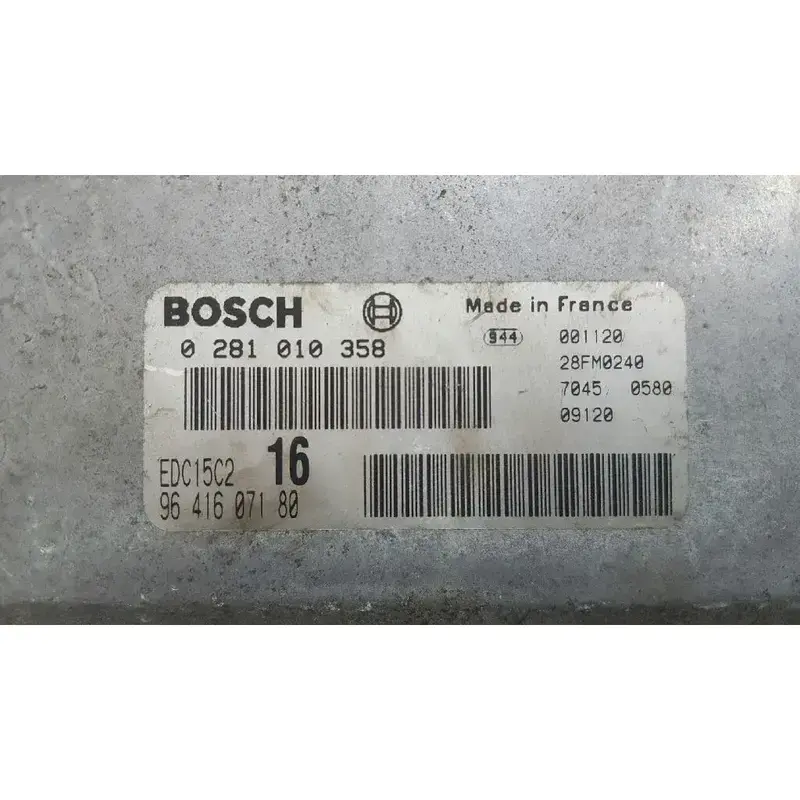 BOSCH
Made in France
0 281 010 358
944
001120
28FM0240
7045 0580
09120
EDC15C2 16
96 416 071 80